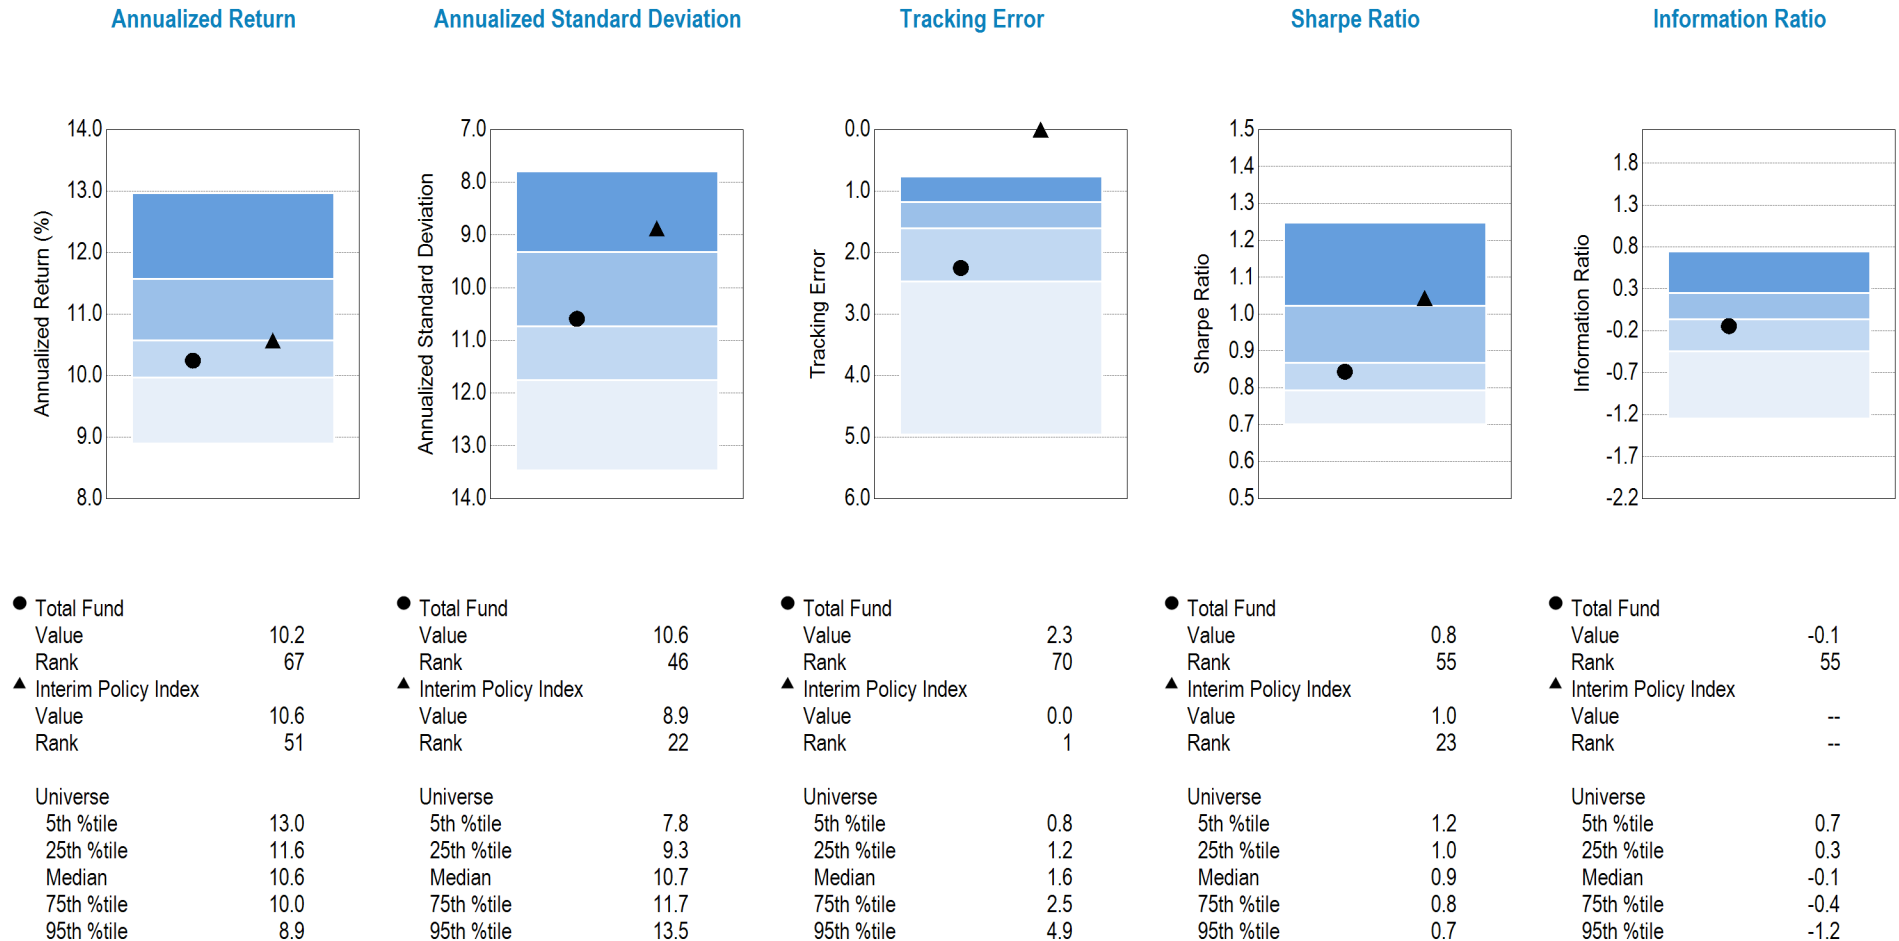 Annualized Return
Annualized Standard Deviation
Tracking Error
Sharpe Ratio
Information Ratio
Annualized Return (%)
14.0
13.0
12.0
11.0
10.0
9.0
8.0
Annualized Standard Deviation
7.0
8.0
9.0
10.0
11.0
12.0
13.0
14.0
Tracking Error
0.0
1.0
2.0
3.0
4.0
5.0
6.0
Sharpe Ratio
1.5
1.4
1.3
1.2
1.1
1.0
0.9
0.8
0.7
0.6
0.5
Information Ratio
1.8
1.3
0.8
0.3
-0.2
-0.7
-1.2
-1.7
-2.2
Total Fund
Value 10.2
Rank 67
Interim Policy Index
Value 10.6
Rank 51
Universe
5th %tile 13.0
25th %tile 11.6
Median 10.6
75th %tile 10.0
95th %tile 8.9
Total Fund
Value 10.6
Rank 46
Interim Policy Index
Value 8.9
Rank 22
Universe
5th %tile 7.8
25th %tile 9.3
Median 10.7
75th %tile 11.7
95th %tile 13.5
Total Fund
Value 2.3
Rank 70
Interim Policy Index
Value 0.0
Rank 1
Universe
5th %tile 0.8
25th %tile 1.2
Median 1.6
75th %tile 2.5
95th %tile 4.9
Total Fund
Value 0.8
Rank 55
Interim Policy Index
Value 1.0
Rank 23
Universe
5th %tile 1.2
25th %tile 1.0
Median 0.9
75th %tile 0.8
95th %tile 0.7
Total Fund
Value -0.1
Rank 55
Interim Policy Index
Value --
Rank --
Universe
5th %tile 0.7
25th %tile 0.3
Median -0.1
75th %tile -0.4
95th %tile -1.2